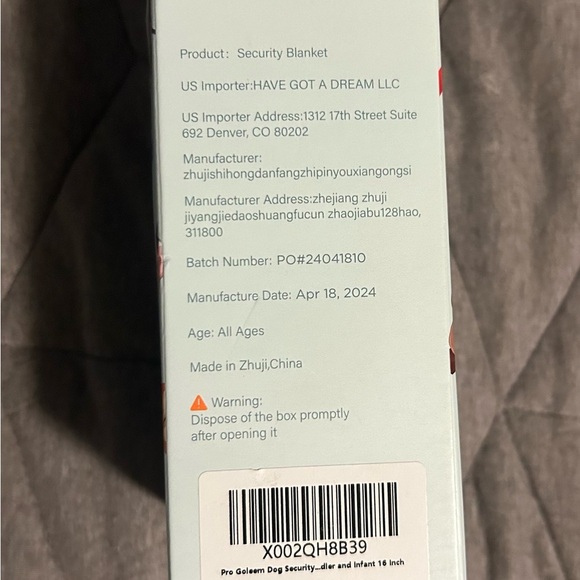 Product: Security Blanket
US Importer:HAVE GOT A DREAM LLC
US Importer Address:1312 17th Street Suite
692 Denver, CO 80202
Manufacturer:
zhujishihongdanfangzhipinyouxiangongsi
Manufacturer Address:zhejiang zhuji
jiyangjiedaoshuangfucun zhaojiabu128hao,
311800
Batch Number: PO#24041810
Manufacture Date: Apr 18, 2024
Age: All Ages
Made in Zhuji,China
Warning:
Dispose of the box promptly
after opening it
X002QH8B39
Pro Goleem Dog Security...dler and Infant 16 inch